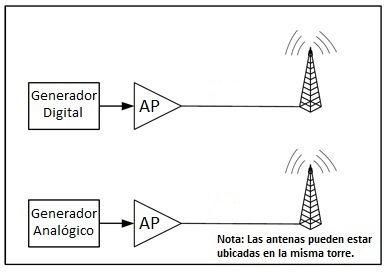 Generador
Digital
AP
Generador
Analógico
AP
Nota: Las antenas pueden estar
ubicadas en la misma torre.